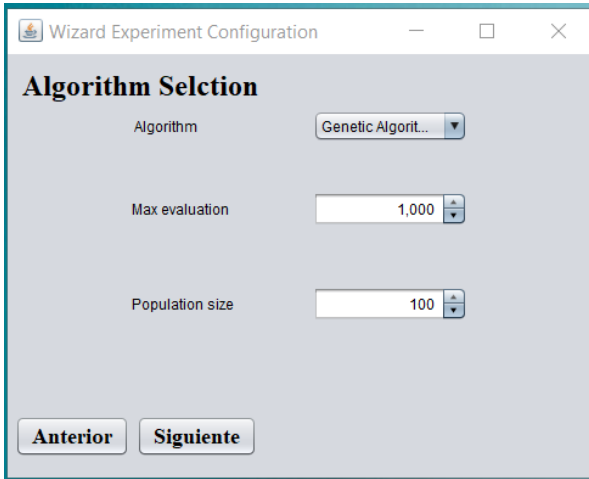 Wizard Experiment Configuration
Algorithm Selction
Algorithm Genetic Algorit...
Max evaluation 1,000
Population size 100
Anterior Siguiente